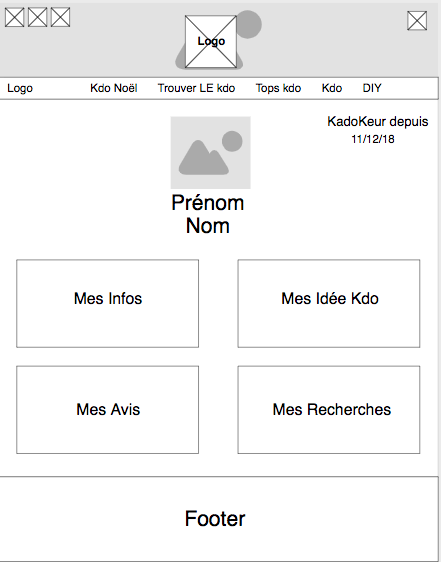 Logo
Logo Kdo Noël Trouver LE kdo Tops kdo Kdo DIY
KadoKeur depuis
11/12/18
Prénom
Nom
Mes Infos
Mes Idée Kdo
Mes Avis
Mes Recherches
Footer